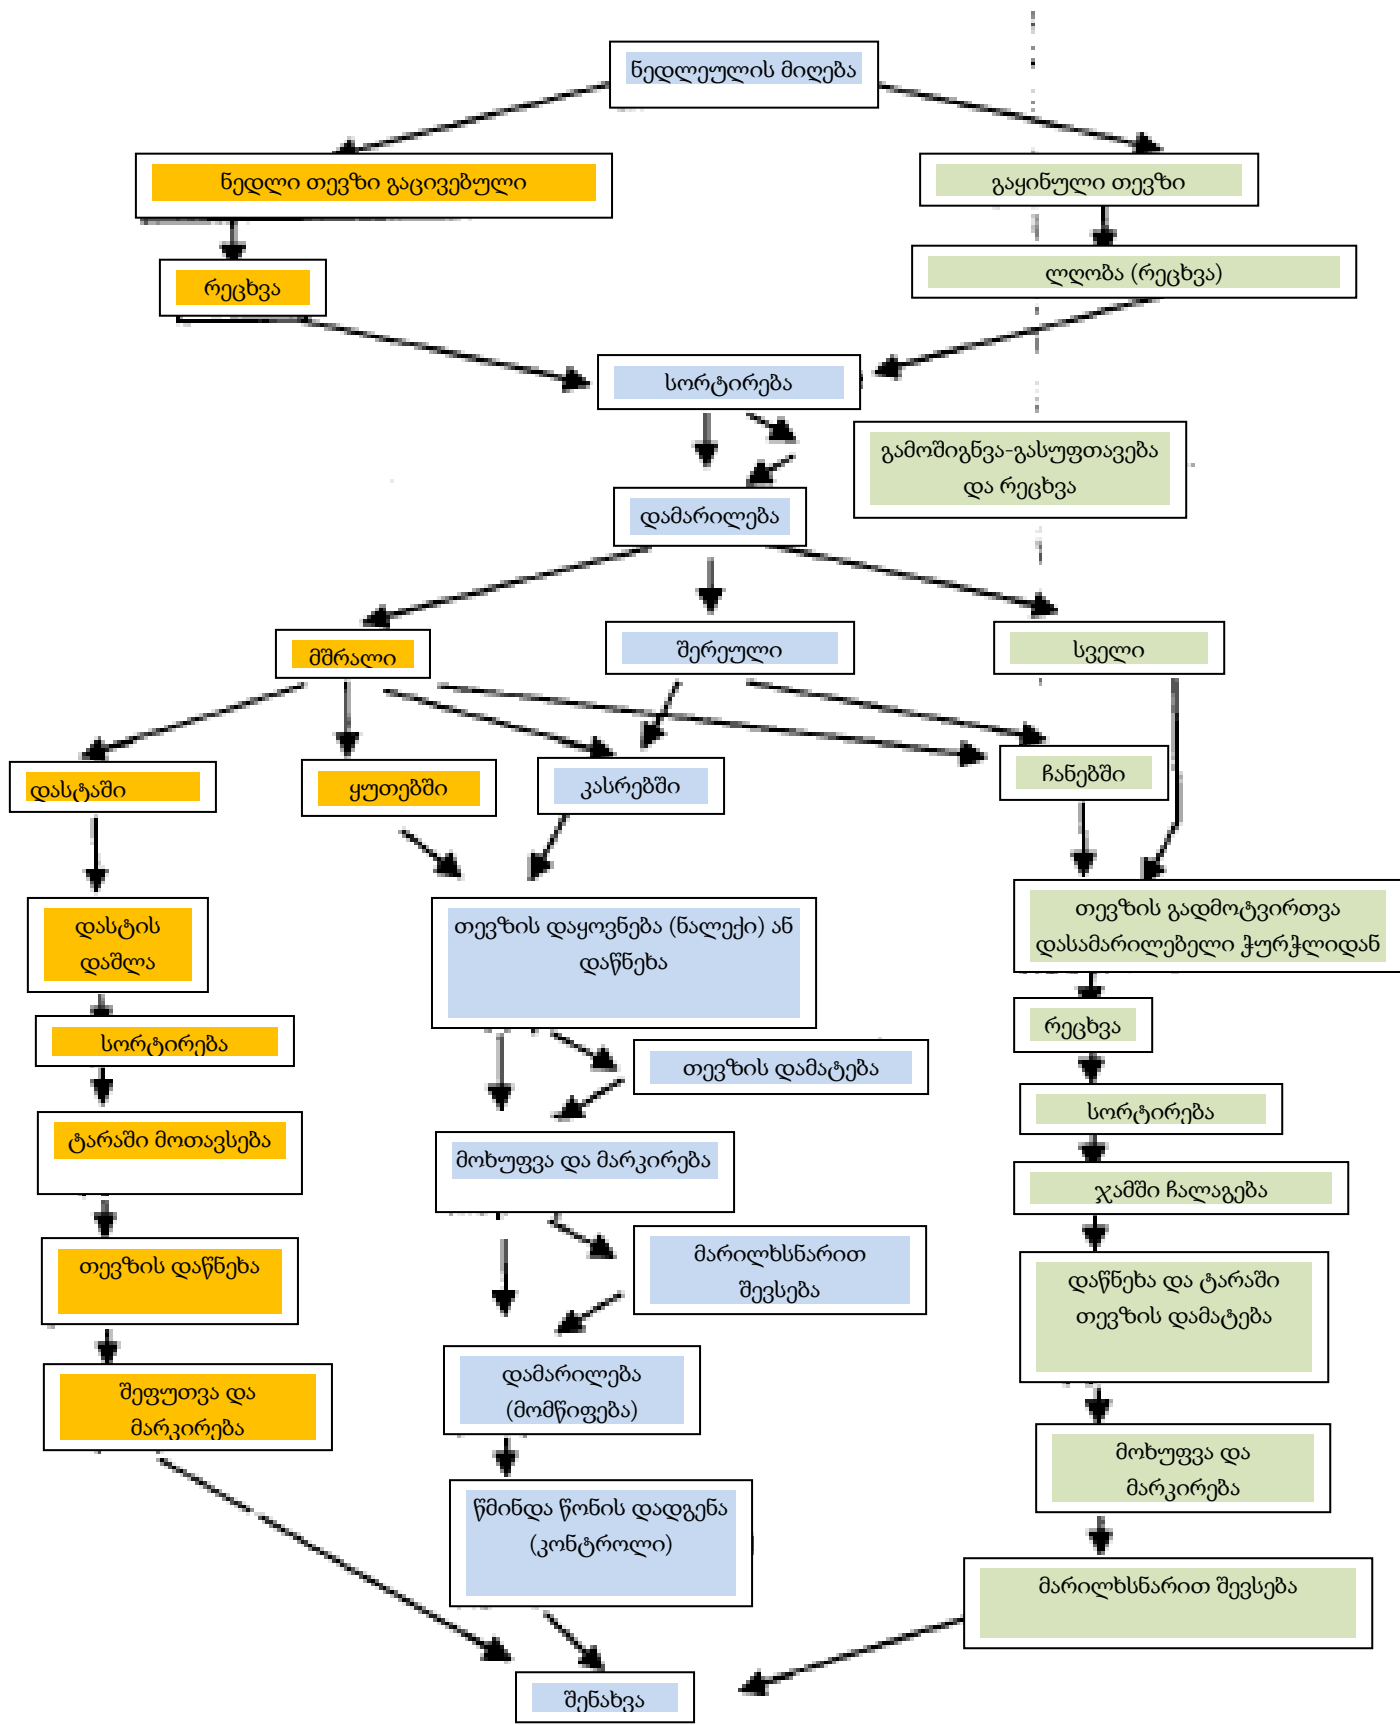 ნედლეულის მიღება
ნედლი თევზი გაცივებული
გაყინული თევზი
რეცხვა
ლღობა (რეცხვა)
სორტირება
გამოშიგნვა-გასუფთავება
და რეცხვა
დამარილება
მშრალი
შერეული
სველი
დასტაში
ყუთებში
კასრებში
ჩანებში
დასტის
დაშლა
თევზის დაყოვნება (ნალექი) ან
დაწნეხა
თევზის გადმოტვირთვა
დასამარილებელი ჭურჭლიდან
სორტირება
რეცხვა
თევზის დამატება
სორტირება
ტარაში მოთავსება
მოხუფვა და მარკირება
ჯამში ჩალაგება
თევზის დაწნეხა
მარილხსნარით
შევსება
დაწნეხა და ტარაში
თევზის დამატება
შეფუთვა და
მარკირება
დამარილება
(მომწიფება)
მოხუფვა და
მარკირება
წმინდა წონის დადგენა
(კონტროლი)
მარილხსნარით შევსება
შენახვა